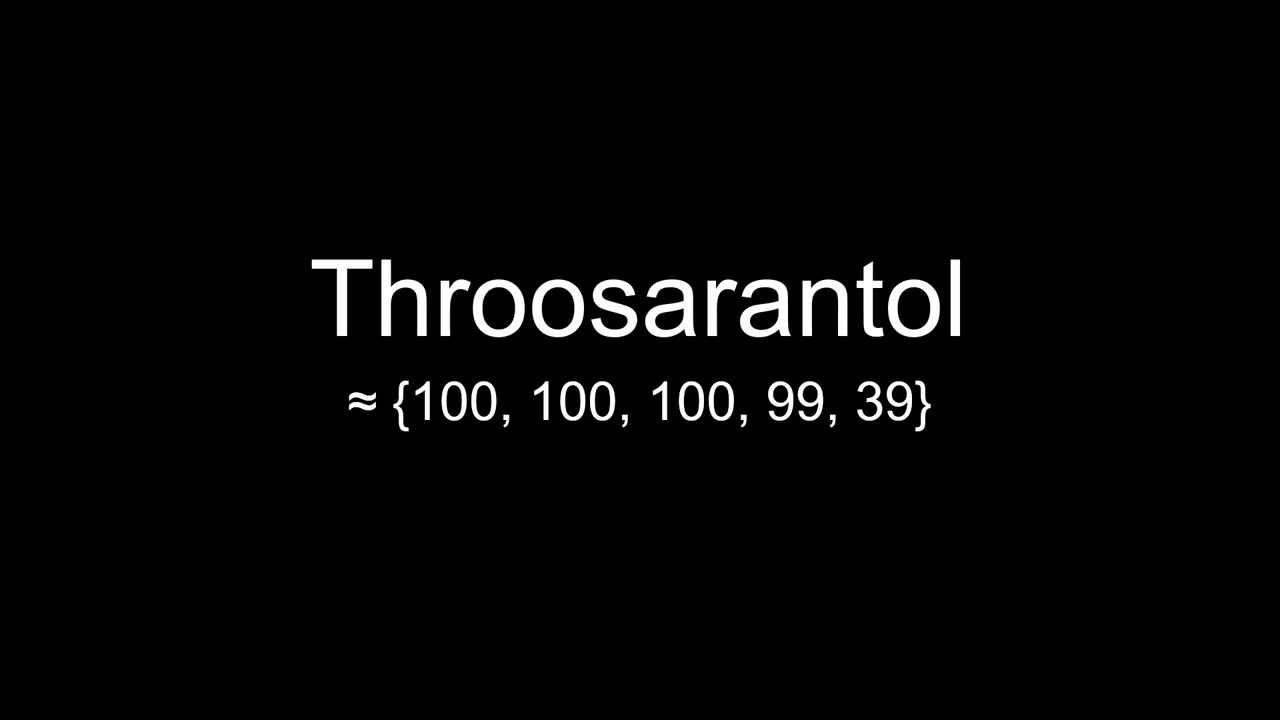 Throosarantol
≈ {100, 100, 100, 99, 39}